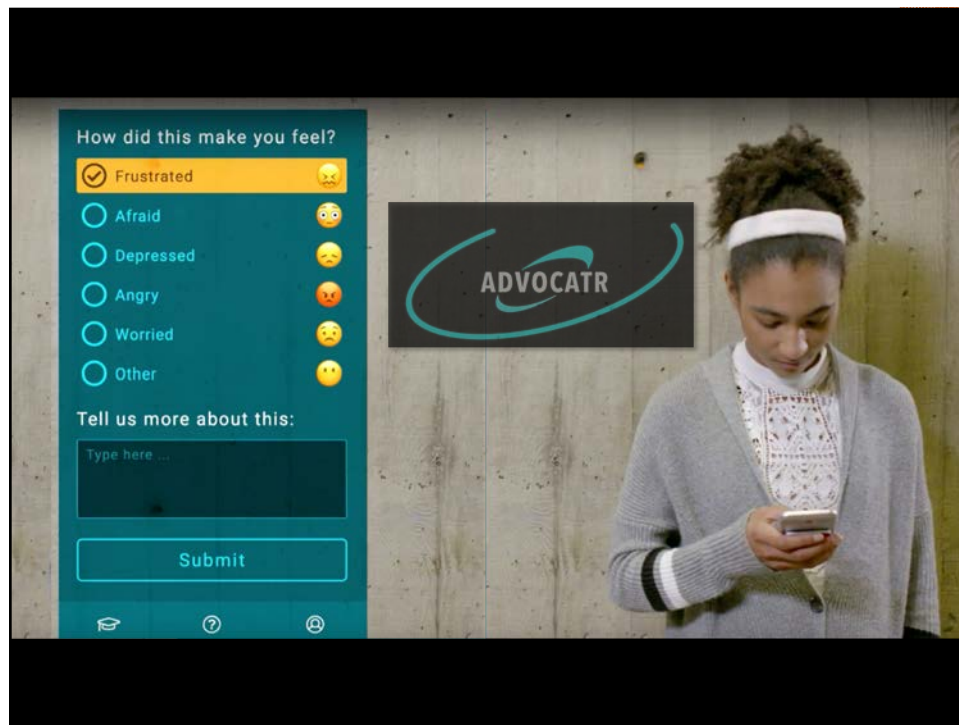 How did this make you feel?
Frustrated
Afraid
Depressed
Angry
Worried
Other
Tell us more about this:
Type here ...
Submit
ADVOCATR